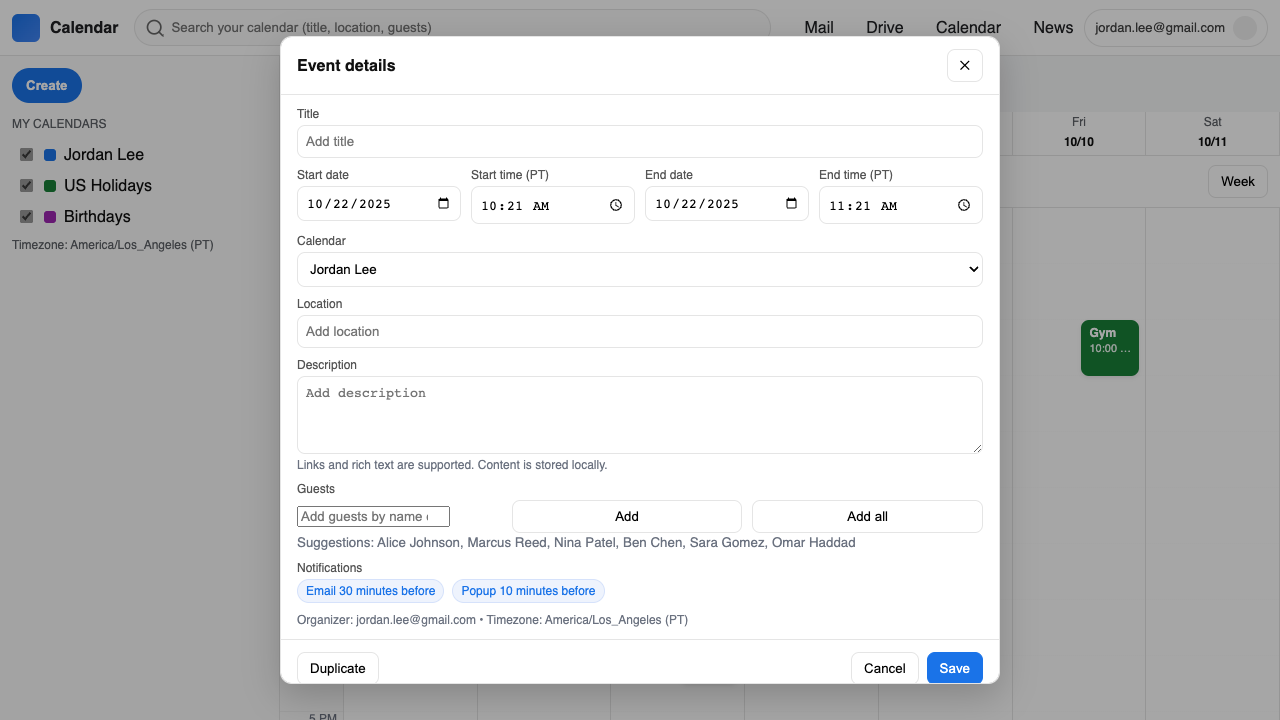 Calendar
Search your calendar (title, location, guests)
Mail
Drive
Calendar
News
jordan.lee@gmail.com
Create
MY CALENDARS
Jordan Lee
US Holidays
Birthdays
Timezone: America/Los_Angeles (PT)
Event details
Title
Add title
Start date
Start time (PT)
End date
End time (PT)
10/22/2025
10:21 AM
10/22/2025
11:21 AM
Calendar
Jordan Lee
Location
Add location
Description
Add description
Links and rich text are supported. Content is stored locally.
Guests
Add guests by name
Add
Add all
Suggestions: Alice Johnson, Marcus Reed, Nina Patel, Ben Chen, Sara Gomez, Omar Haddad
Notifications
Email 30 minutes before
Popup 10 minutes before
Organizer: jordan.lee@gmail.com • Timezone: America/Los_Angeles (PT)
Duplicate
Cancel
Save
Fri
10/10
Sat
10/11
Week
Gym
10:00 ...
5 PM